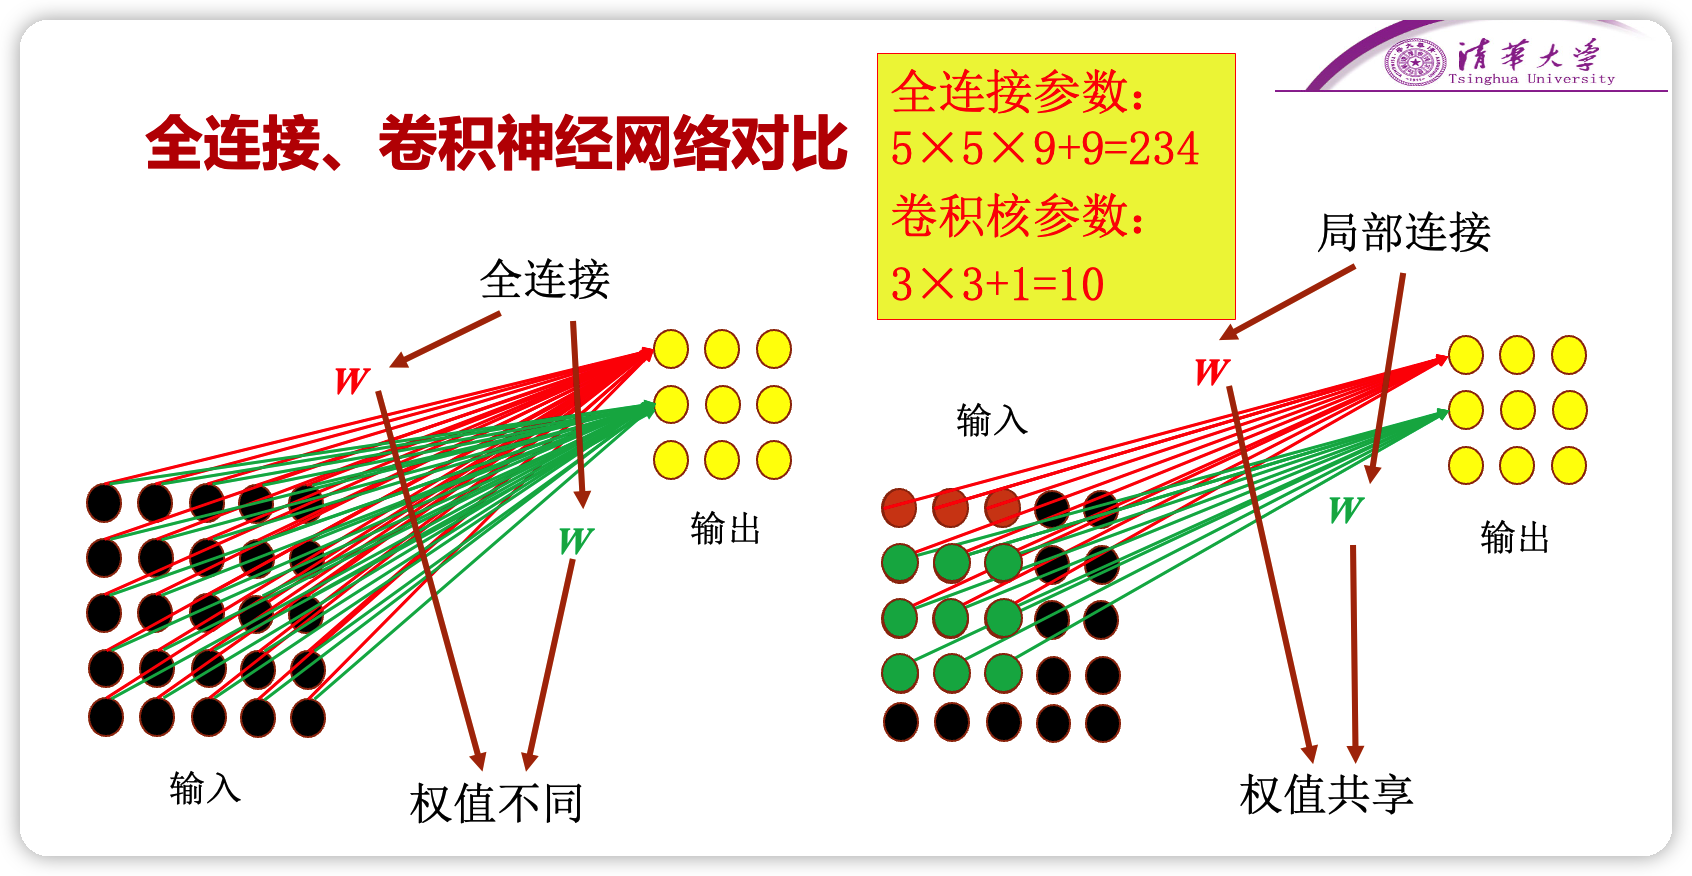 清華大学
Tsinghua University
全连接、卷积神经网络对比
全连接参数：
5×5×9+9=234
卷积核参数：
3×3+1=10
全连接
W
W
输出
输入
权值不同
局部连接
W
输入
W
输出
权值共享